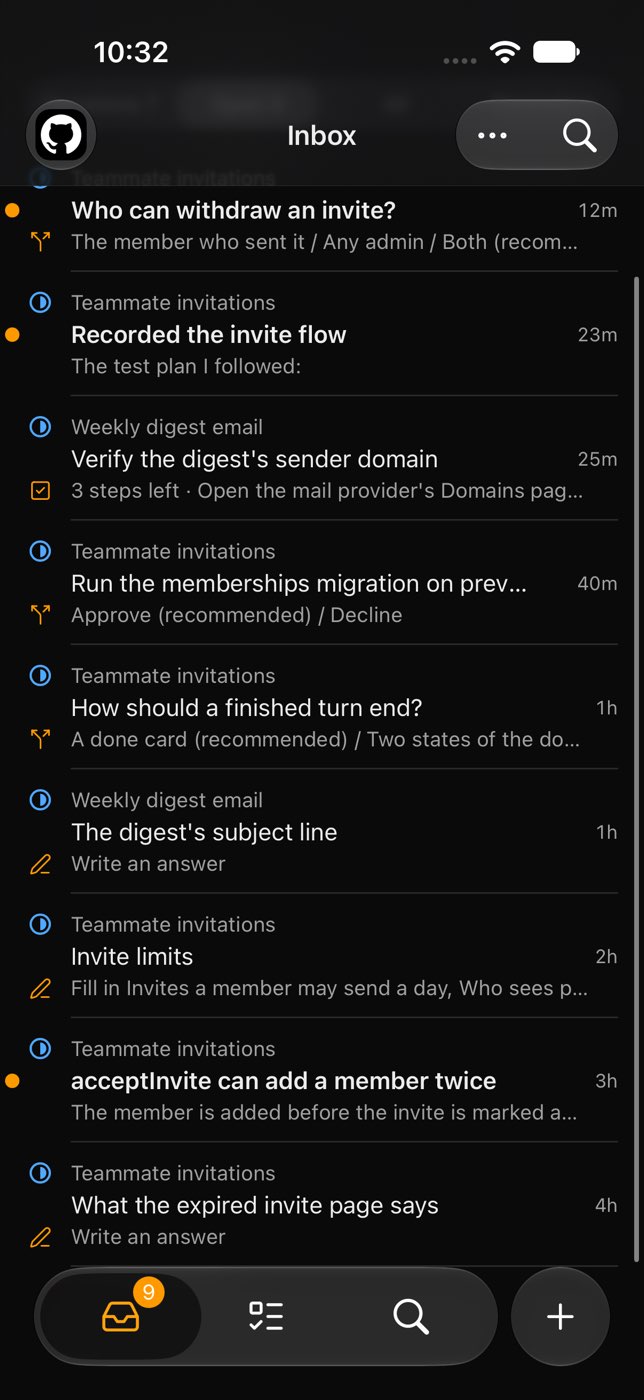 10:32
Inbox
Teammate invitations
Who can withdraw an invite?
12m
The member who sent it / Any admin / Both (recom...
Teammate invitations
Recorded the invite flow
23m
The test plan I followed:
Weekly digest email
Verify the digest's sender domain
25m
3 steps left · Open the mail provider's Domains pag...
Teammate invitations
Run the memberships migration on prev...
40m
Approve (recommended) / Decline
Teammate invitations
How should a finished turn end?
1h
A done card (recommended) / Two states of the do...
Weekly digest email
The digest's subject line
1h
Write an answer
Teammate invitations
Invite limits
2h
Fill in Invites a member may send a day, Who sees p...
Teammate invitations
acceptInvite can add a member twice
3h
The member is added before the invite is marked a...
Teammate invitations
What the expired invite page says
4h
Write an answer
9